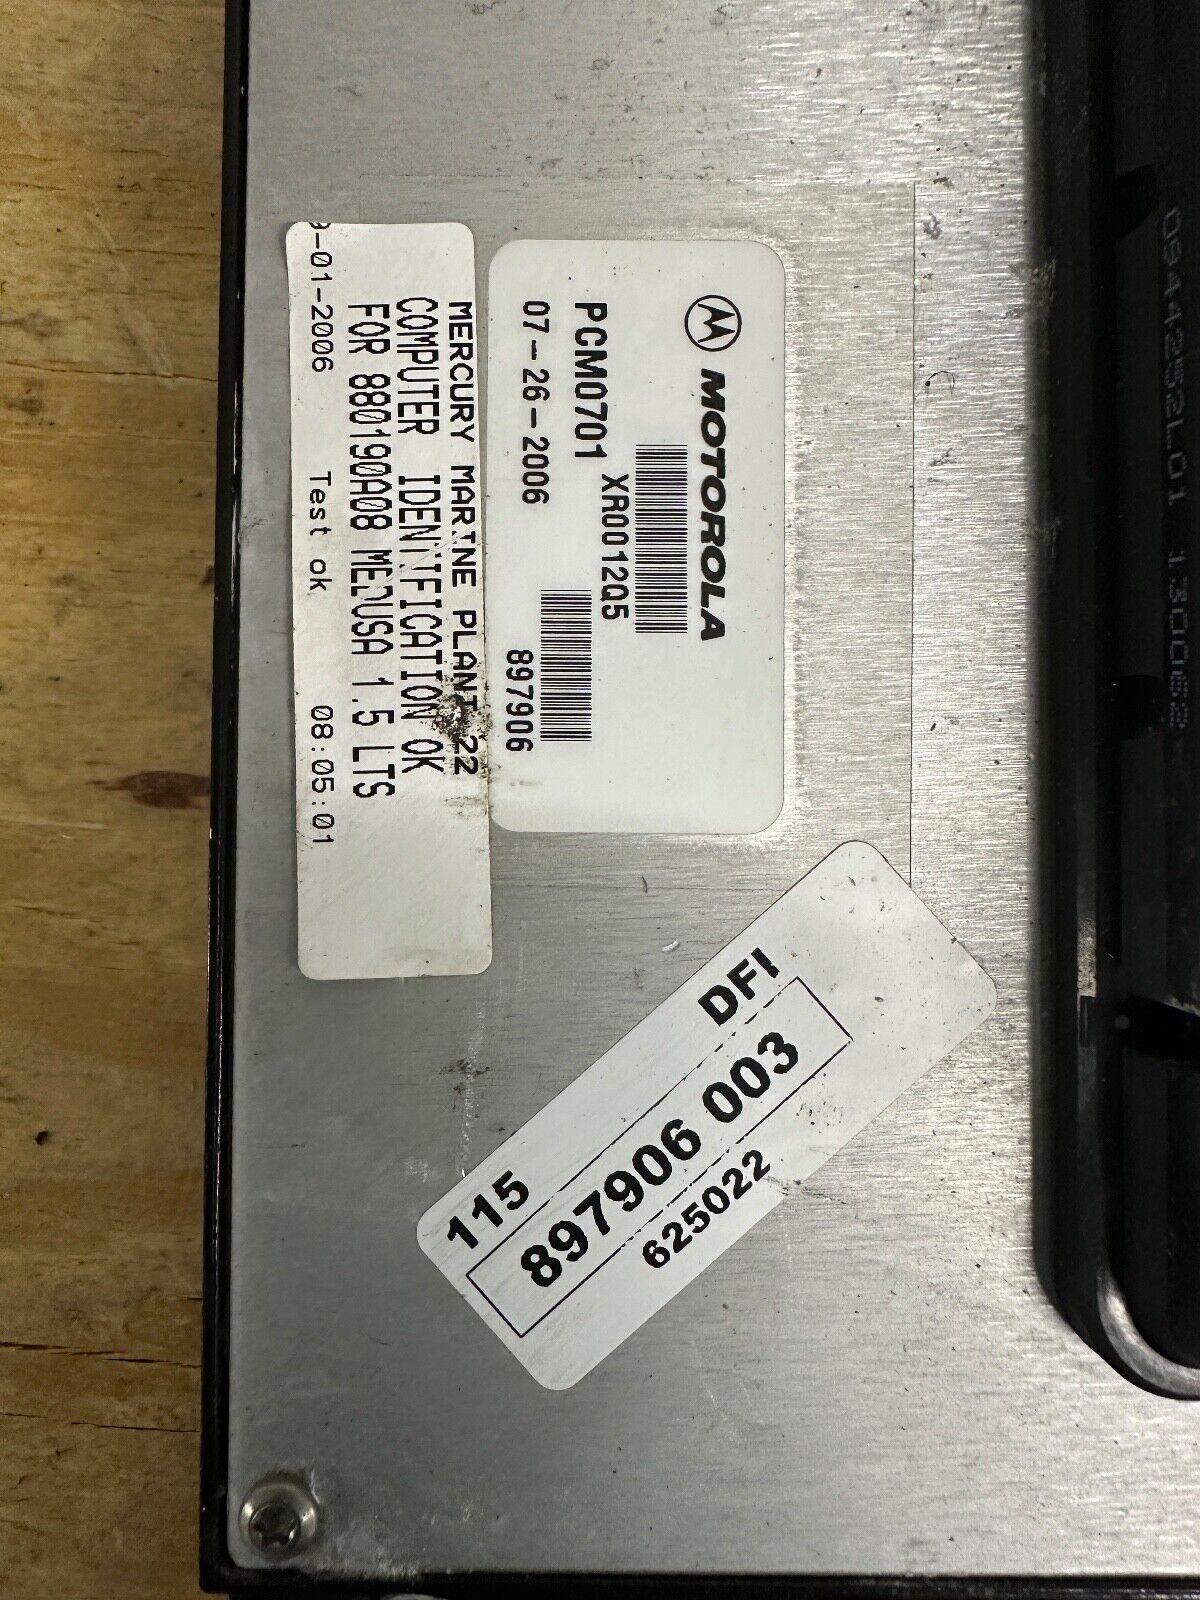 MOTOROLA
XR0012Q5
PCM0701
07-26-2006
897906
MERCURY MARINE PLANT 22
COMPUTER IDENTIFICATION OK
FOR 880190A08 MEDUSA 1.5 LTS
-01-2006 Test ok 08:05:01
115 DFI
897906 003
625022
0844252L01